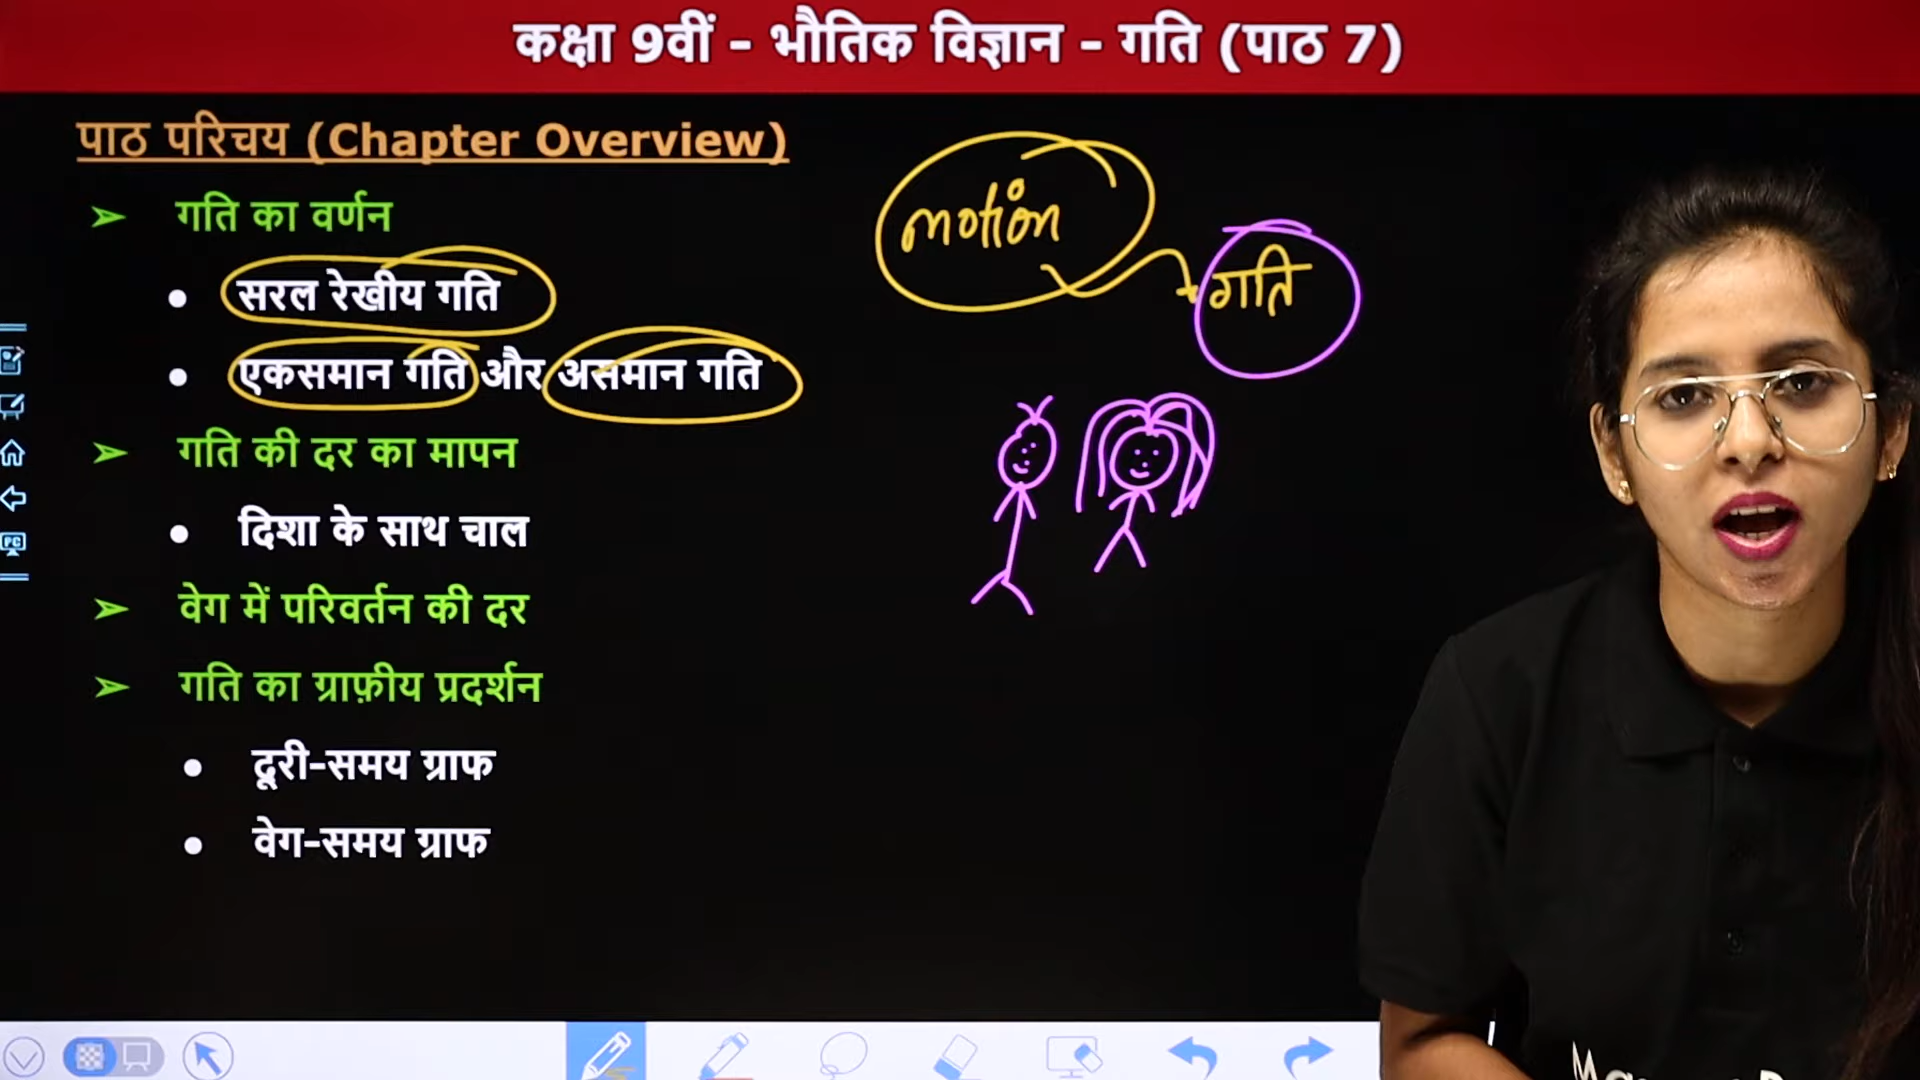 कक्षा 9वीं - भौतिक विज्ञान - गति (पाठ 7)
पाठ परिचय (Chapter Overview)
➢ गति का वर्णन
• सरल रेखीय गति
• एकसमान गति और असमान गति
➢ गति की दर का मापन
• दिशा के साथ चाल
➢ वेग में परिवर्तन की दर
➢ गति का ग्राफ़ीय प्रदर्शन
• दूरी-समय ग्राफ
• वेग-समय ग्राफ
motion
गति
PC